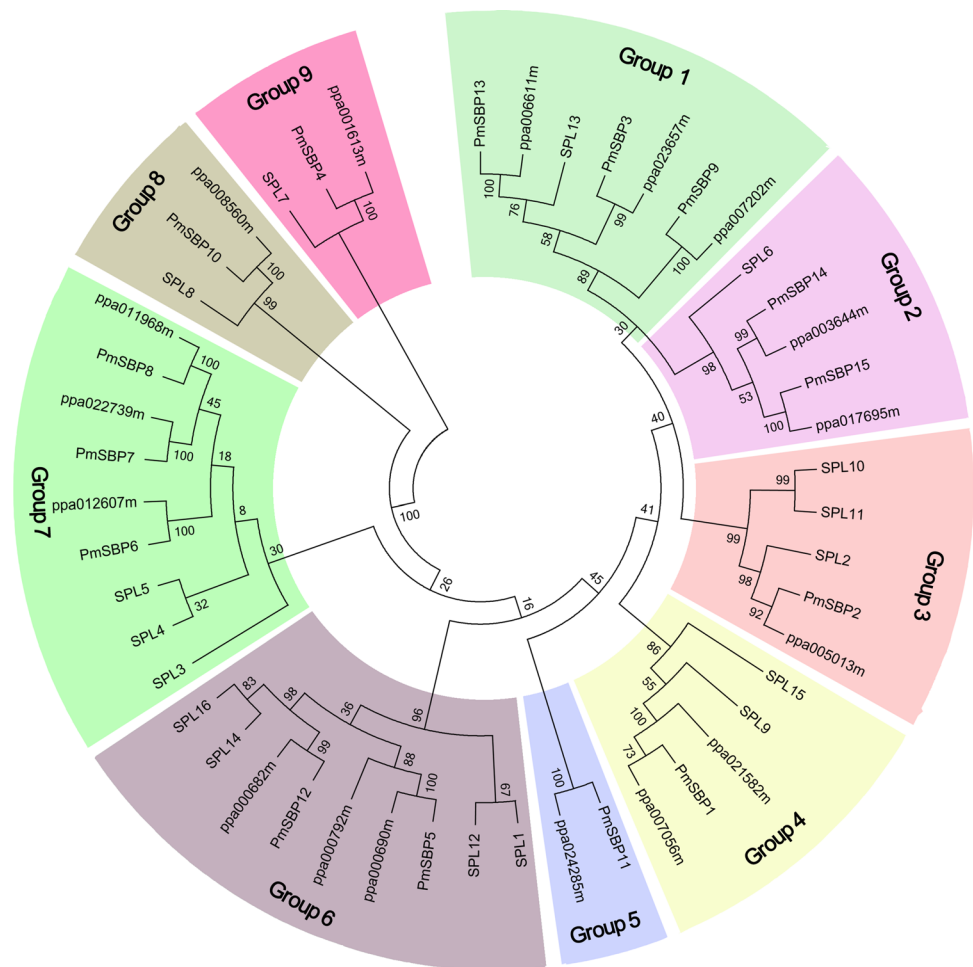 Group 1
PmSBP13
ppa006611m
SPL13
PmSBP3
ppa023657m
PmSBP9
ppa007202m
100
76
58
99
89
100
30
Group 2
SPL6
PmSBP14
ppa003644m
PmSBP15
ppa017695m
99
98
53
100
40
Group 3
SPL10
SPL11
SPL2
PmSBP2
ppa005013m
99
99
98
92
41
Group 4
SPL15
SPL9
ppa021582m
PmSBP1
ppa007056m
86
55
100
73
45
Group 5
PmSBP11
ppa024285m
100
16
Group 6
SPL1
SPL12
PmSBP5
ppa000690m
ppa000792m
PmSBP12
ppa000682m
SPL14
SPL16
67
96
100
88
36
99
98
83
26
Group 7
SPL3
SPL4
SPL5
PmSBP6
ppa012607m
PmSBP7
ppa022739m
PmSBP8
ppa011968m
30
8
32
18
100
45
100
100
100
Group 8
SPL8
PmSBP10
ppa008560m
99
100
Group 9
SPL7
PmSBP4
ppa001613m
100